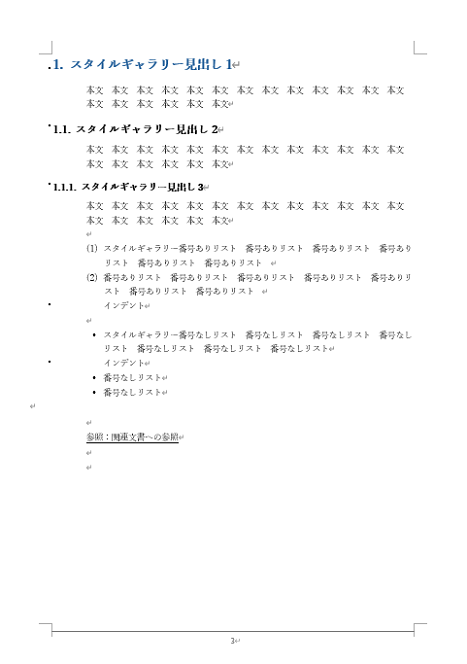 1. スタイルギャラリー見出し 1
本文　本文　本文　本文　本文　本文　本文　本文　本文　本文　本文　本文　本文
本文　本文　本文　本文　本文　本文
1.1. スタイルギャラリー見出し 2
本文　本文　本文　本文　本文　本文　本文　本文　本文　本文　本文　本文　本文
本文　本文　本文　本文　本文　本文
1.1.1. スタイルギャラリー見出し 3
本文　本文　本文　本文　本文　本文　本文　本文　本文　本文　本文　本文　本文
本文　本文　本文　本文　本文　本文
(1) スタイルギャラリー番号ありリスト　番号ありリスト　番号ありリスト　番号あり
リスト　番号ありリスト　番号ありリスト
(2) 番号ありリスト　番号ありリスト　番号ありリスト　番号ありリスト　番号ありリ
スト　番号ありリスト　番号ありリスト
インデント
• スタイルギャラリー番号なしリスト　番号なしリスト　番号なしリスト　番号なし
リスト　番号なしリスト　番号なしリスト　番号なしリスト
インデント
• 番号なしリスト
• 番号なしリスト
参照：関連文書への参照
3